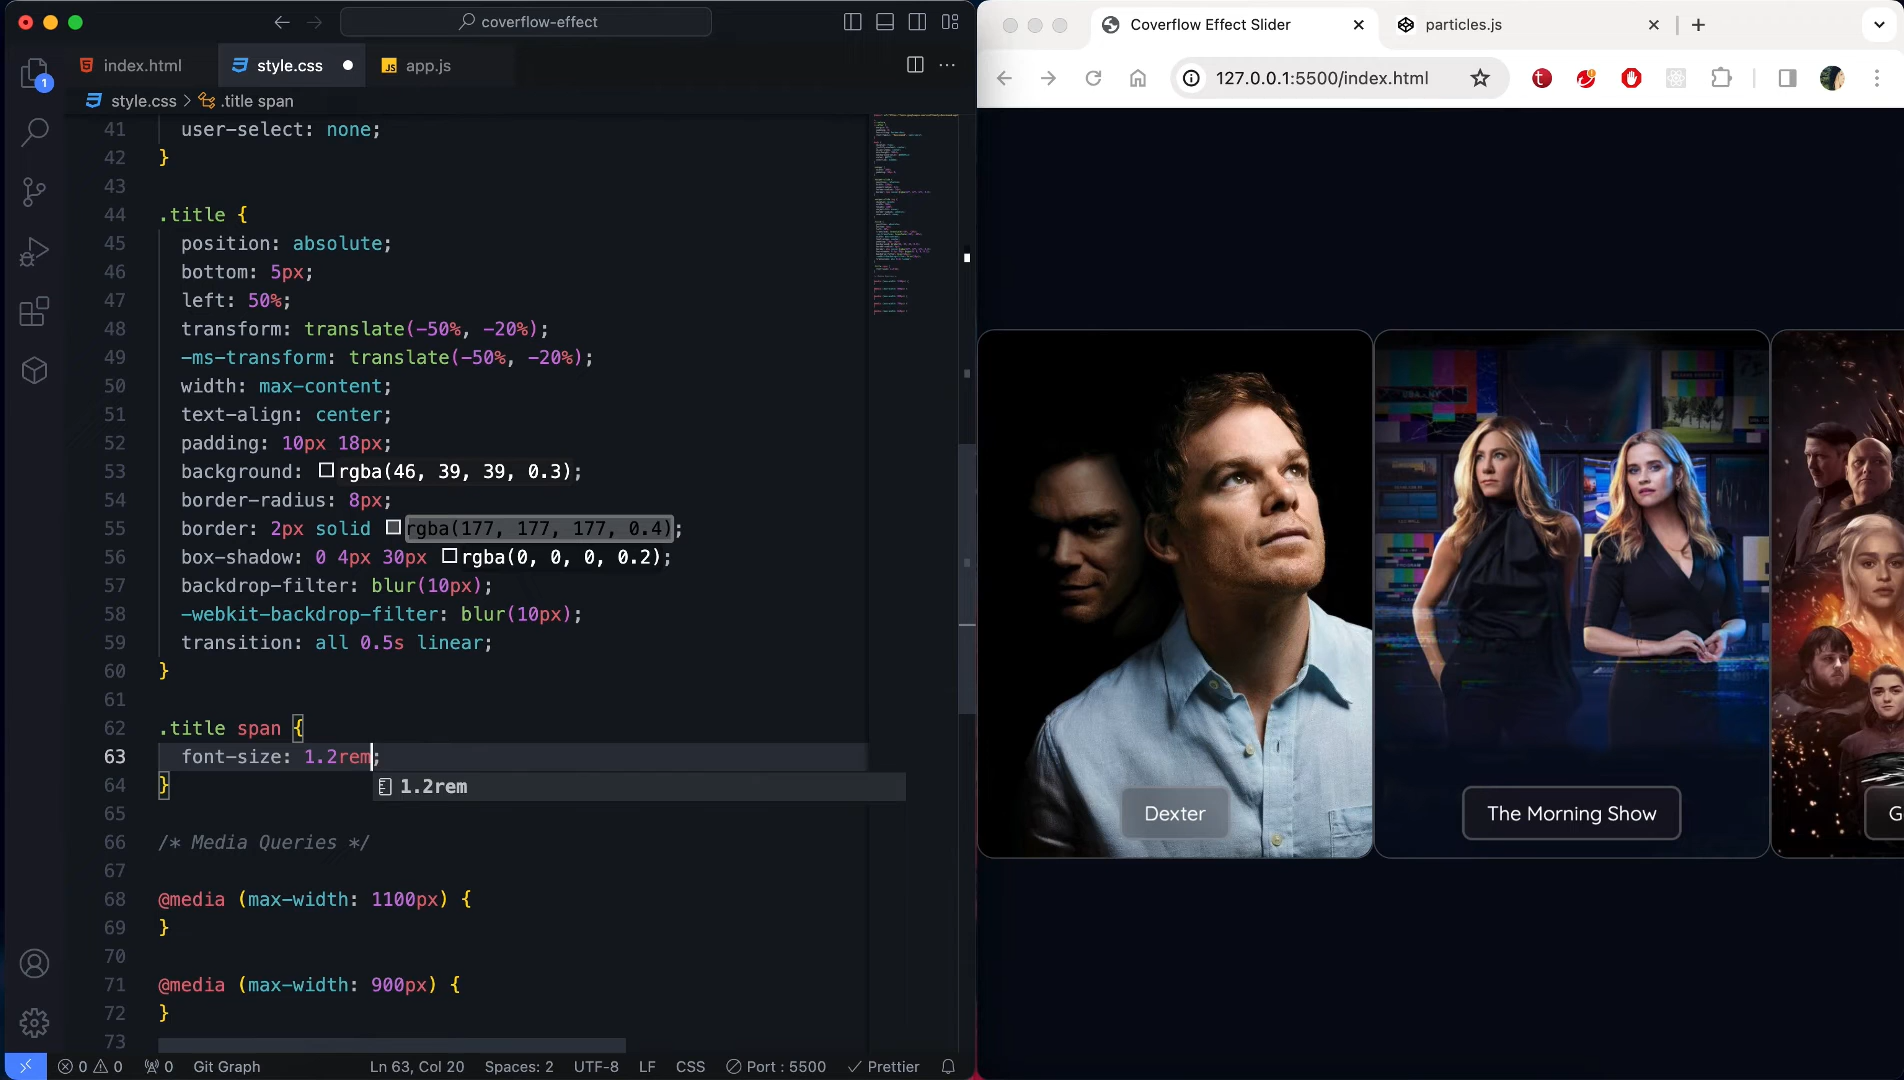 coverflow-effect
index.html
style.css
app.js
style.css > .title span
41 user-select: none;
42 }
43
44 .title {
45 position: absolute;
46 bottom: 5px;
47 left: 50%;
48 transform: translate(-50%, -20%);
49 -ms-transform: translate(-50%, -20%);
50 width: max-content;
51 text-align: center;
52 padding: 10px 18px;
53 background: rgba(46, 39, 39, 0.3);
54 border-radius: 8px;
55 border: 2px solid rgba(177, 177, 177, 0.4);
56 box-shadow: 0 4px 30px rgba(0, 0, 0, 0.2);
57 backdrop-filter: blur(10px);
58 -webkit-backdrop-filter: blur(10px);
59 transition: all 0.5s linear;
60 }
61
62 .title span {
63 font-size: 1.2rem;
64 }
1.2rem
65
66 /* Media Queries */
67
68 @media (max-width: 1100px) {
69 }
70
71 @media (max-width: 900px) {
72 }
73
1
0 0 0 Git Graph Ln 63, Col 20 Spaces: 2 UTF-8 LF CSS Port : 5500 Prettier
Coverflow Effect Slider
particles.js
127.0.0.1:5500/index.html
Dexter
The Morning Show
G